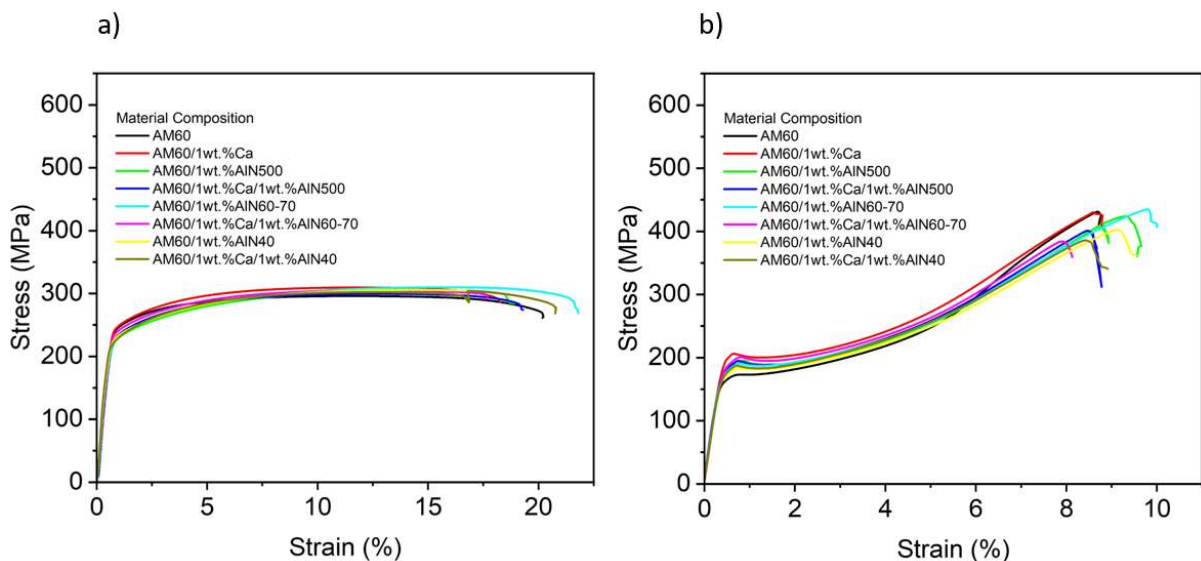 a)
600
500
400
300
200
100
0
Stress (MPa)
Material Composition
AM60
AM60/1wt.%Ca
AM60/1wt.%AlN500
AM60/1wt.%Ca/1wt.%AlN500
AM60/1wt.%AlN60-70
AM60/1wt.%Ca/1wt.%AlN60-70
AM60/1wt.%AlN40
AM60/1wt.%Ca/1wt.%AlN40
0 5 10 15 20
Strain (%)
b)
600
500
400
300
200
100
0
Stress (MPa)
Material Composition
AM60
AM60/1wt.%Ca
AM60/1wt.%AlN500
AM60/1wt.%Ca/1wt.%AlN500
AM60/1wt.%AlN60-70
AM60/1wt.%Ca/1wt.%AlN60-70
AM60/1wt.%AlN40
AM60/1wt.%Ca/1wt.%AlN40
0 2 4 6 8 10
Strain (%)